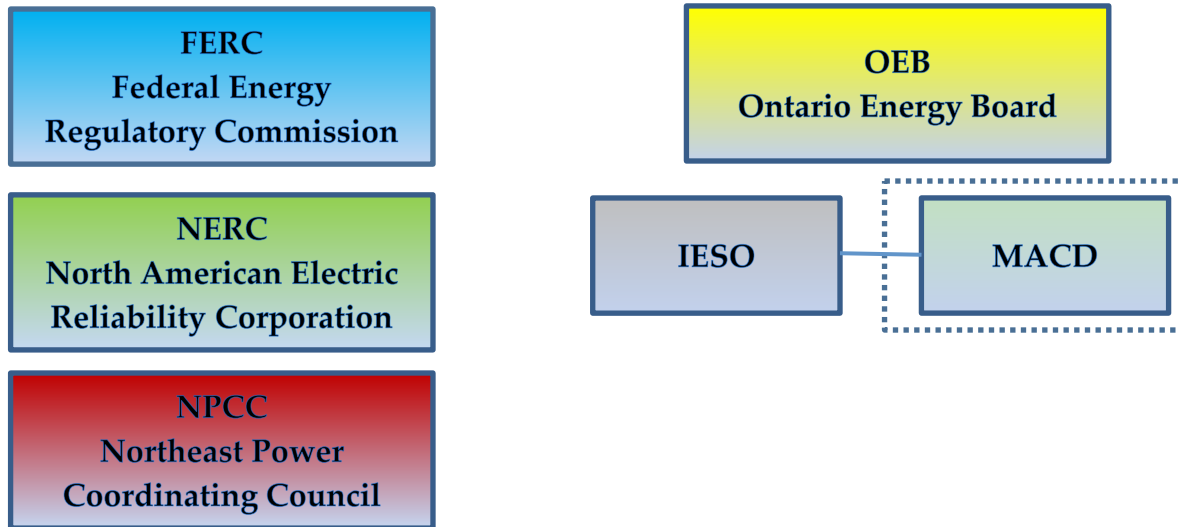 FERC
Federal Energy
Regulatory Commission
NERC
North American Electric
Reliability Corporation
NPCC
Northeast Power
Coordinating Council
OEB
Ontario Energy Board
IESO
MACD